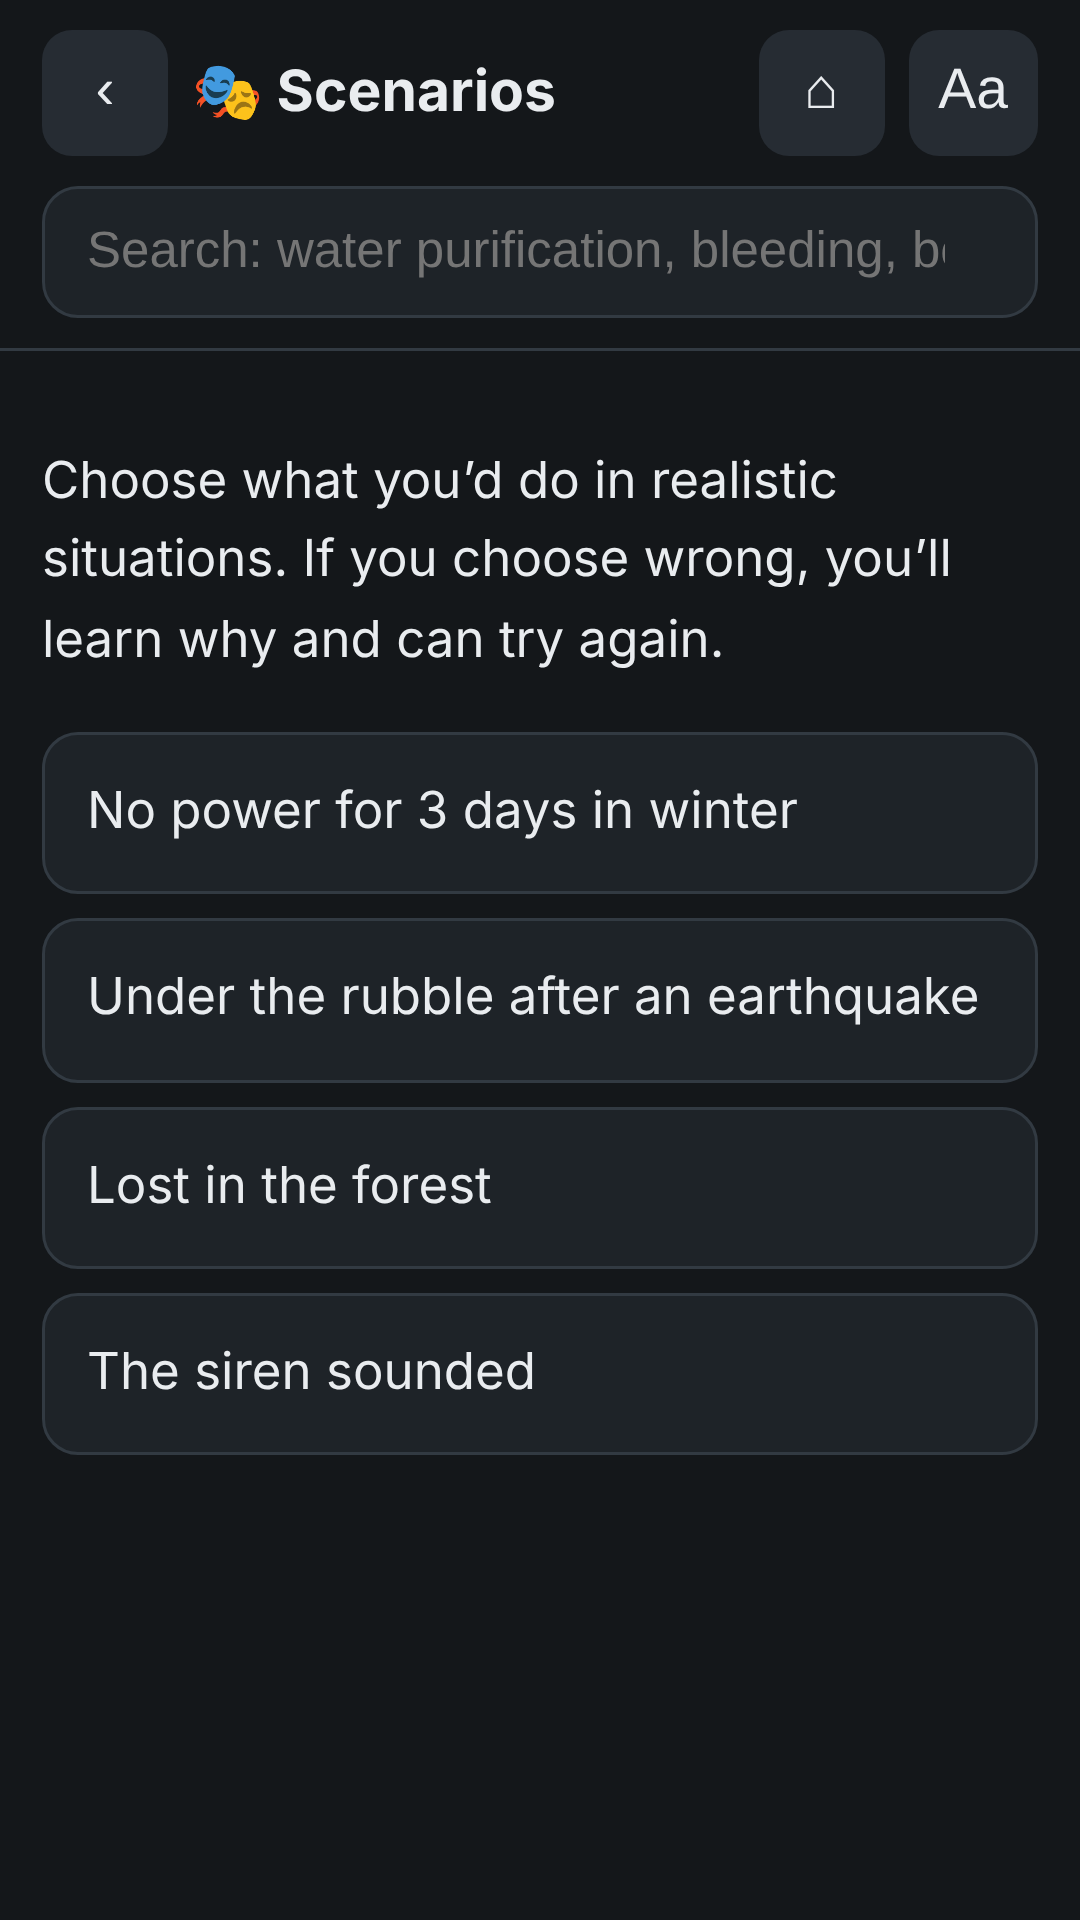 ‹ 🎭 Scenarios ⌂ Aa
Search: water purification, bleeding,
Choose what you’d do in realistic
situations. If you choose wrong, you’ll
learn why and can try again.
No power for 3 days in winter
Under the rubble after an earthquake
Lost in the forest
The siren sounded